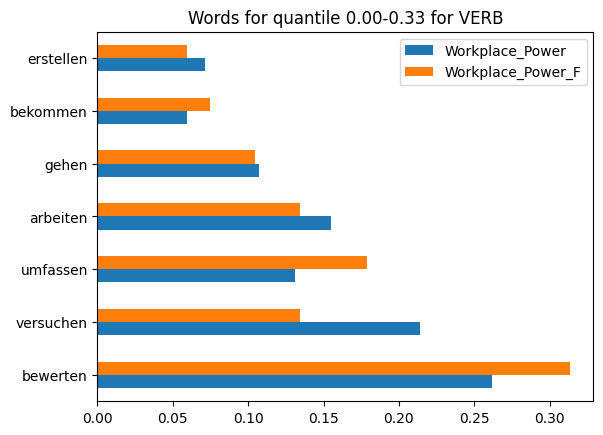 Words for quantile 0.00-0.33 for VERB
Workplace_Power
Workplace_Power_F
erstellen
bekommen
gehen
arbeiten
umfassen
versuchen
bewerten
0.00 0.05 0.10 0.15 0.20 0.25 0.30